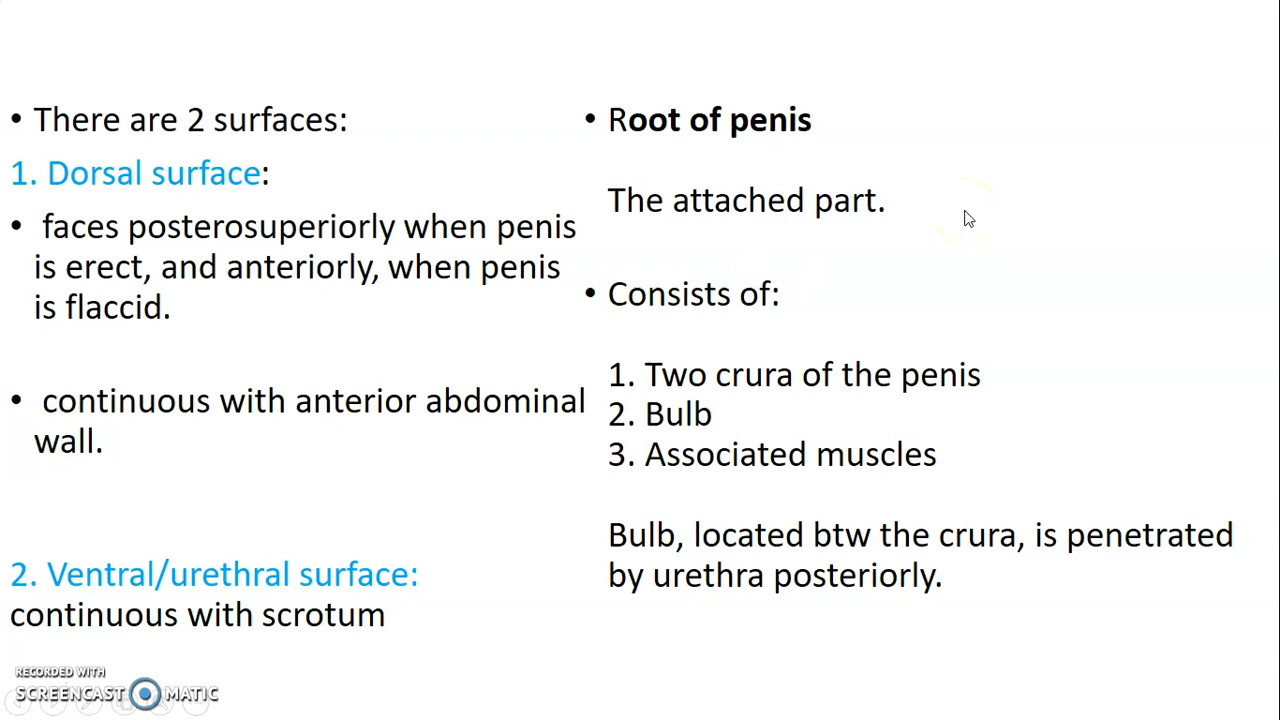 • There are 2 surfaces:
1. Dorsal surface:
• faces posterosuperiorly when penis
is erect, and anteriorly, when penis
is flaccid.
• continuous with anterior abdominal
wall.
2. Ventral/urethral surface:
continuous with scrotum
• Root of penis
The attached part.
• Consists of:
1. Two crura of the penis
2. Bulb
3. Associated muscles
Bulb, located btw the crura, is penetrated
by urethra posteriorly.
RECORDED WITH
SCREENCAST MATIC